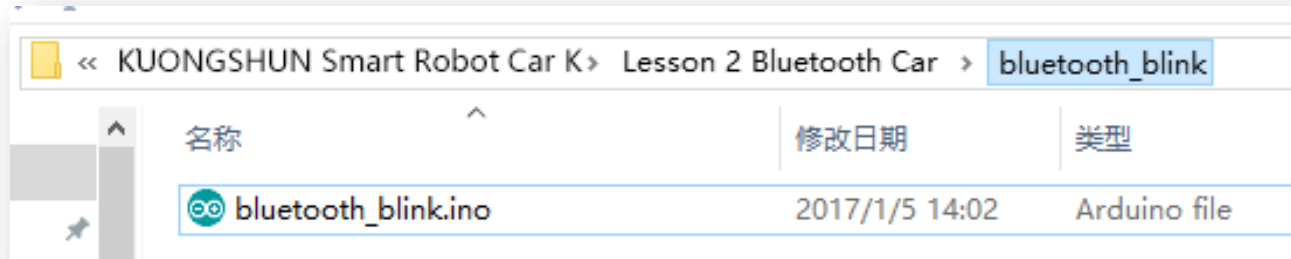 « KUONGSHUN Smart Robot Car K› Lesson 2 Bluetooth Car › bluetooth_blink
名称 修改日期 类型
bluetooth_blink.ino 2017/1/5 14:02 Arduino file